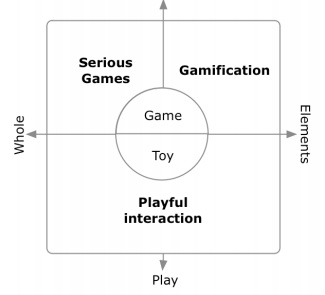 Serious
Games
Gamification
Game
Whole
Elements
Toy
Playful
interaction
Play